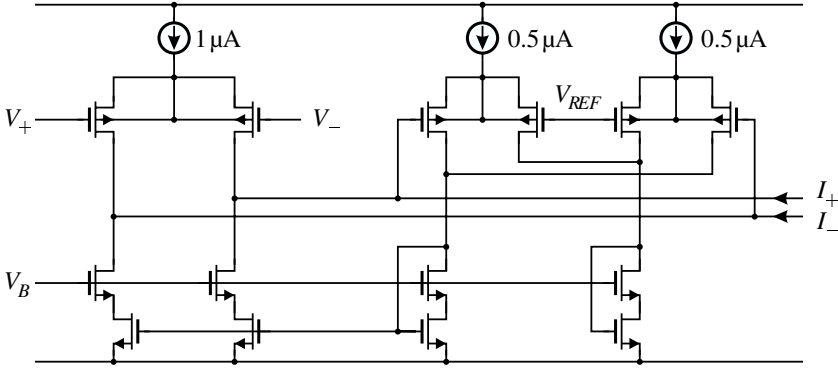 1 μA
0.5 μA
0.5 μA
V+
V−
VREF
I+
I−
VB